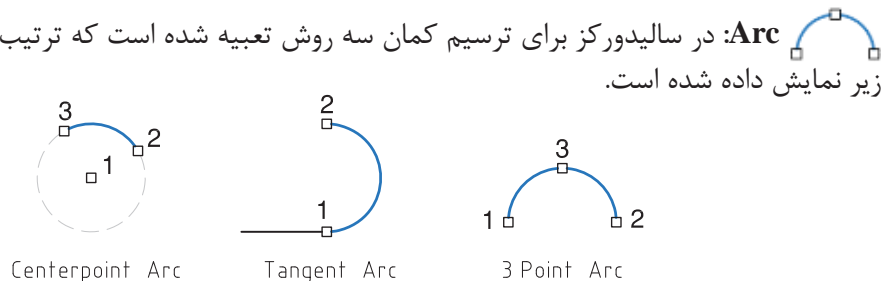 Arc: در سالیدورکز برای ترسیم کمان سه روش تعبیه شده است که ترتیب
زیر نمایش داده شده است.
3
2
1
2
1
3
1
2
Centerpoint Arc
Tangent Arc
3 Point Arc